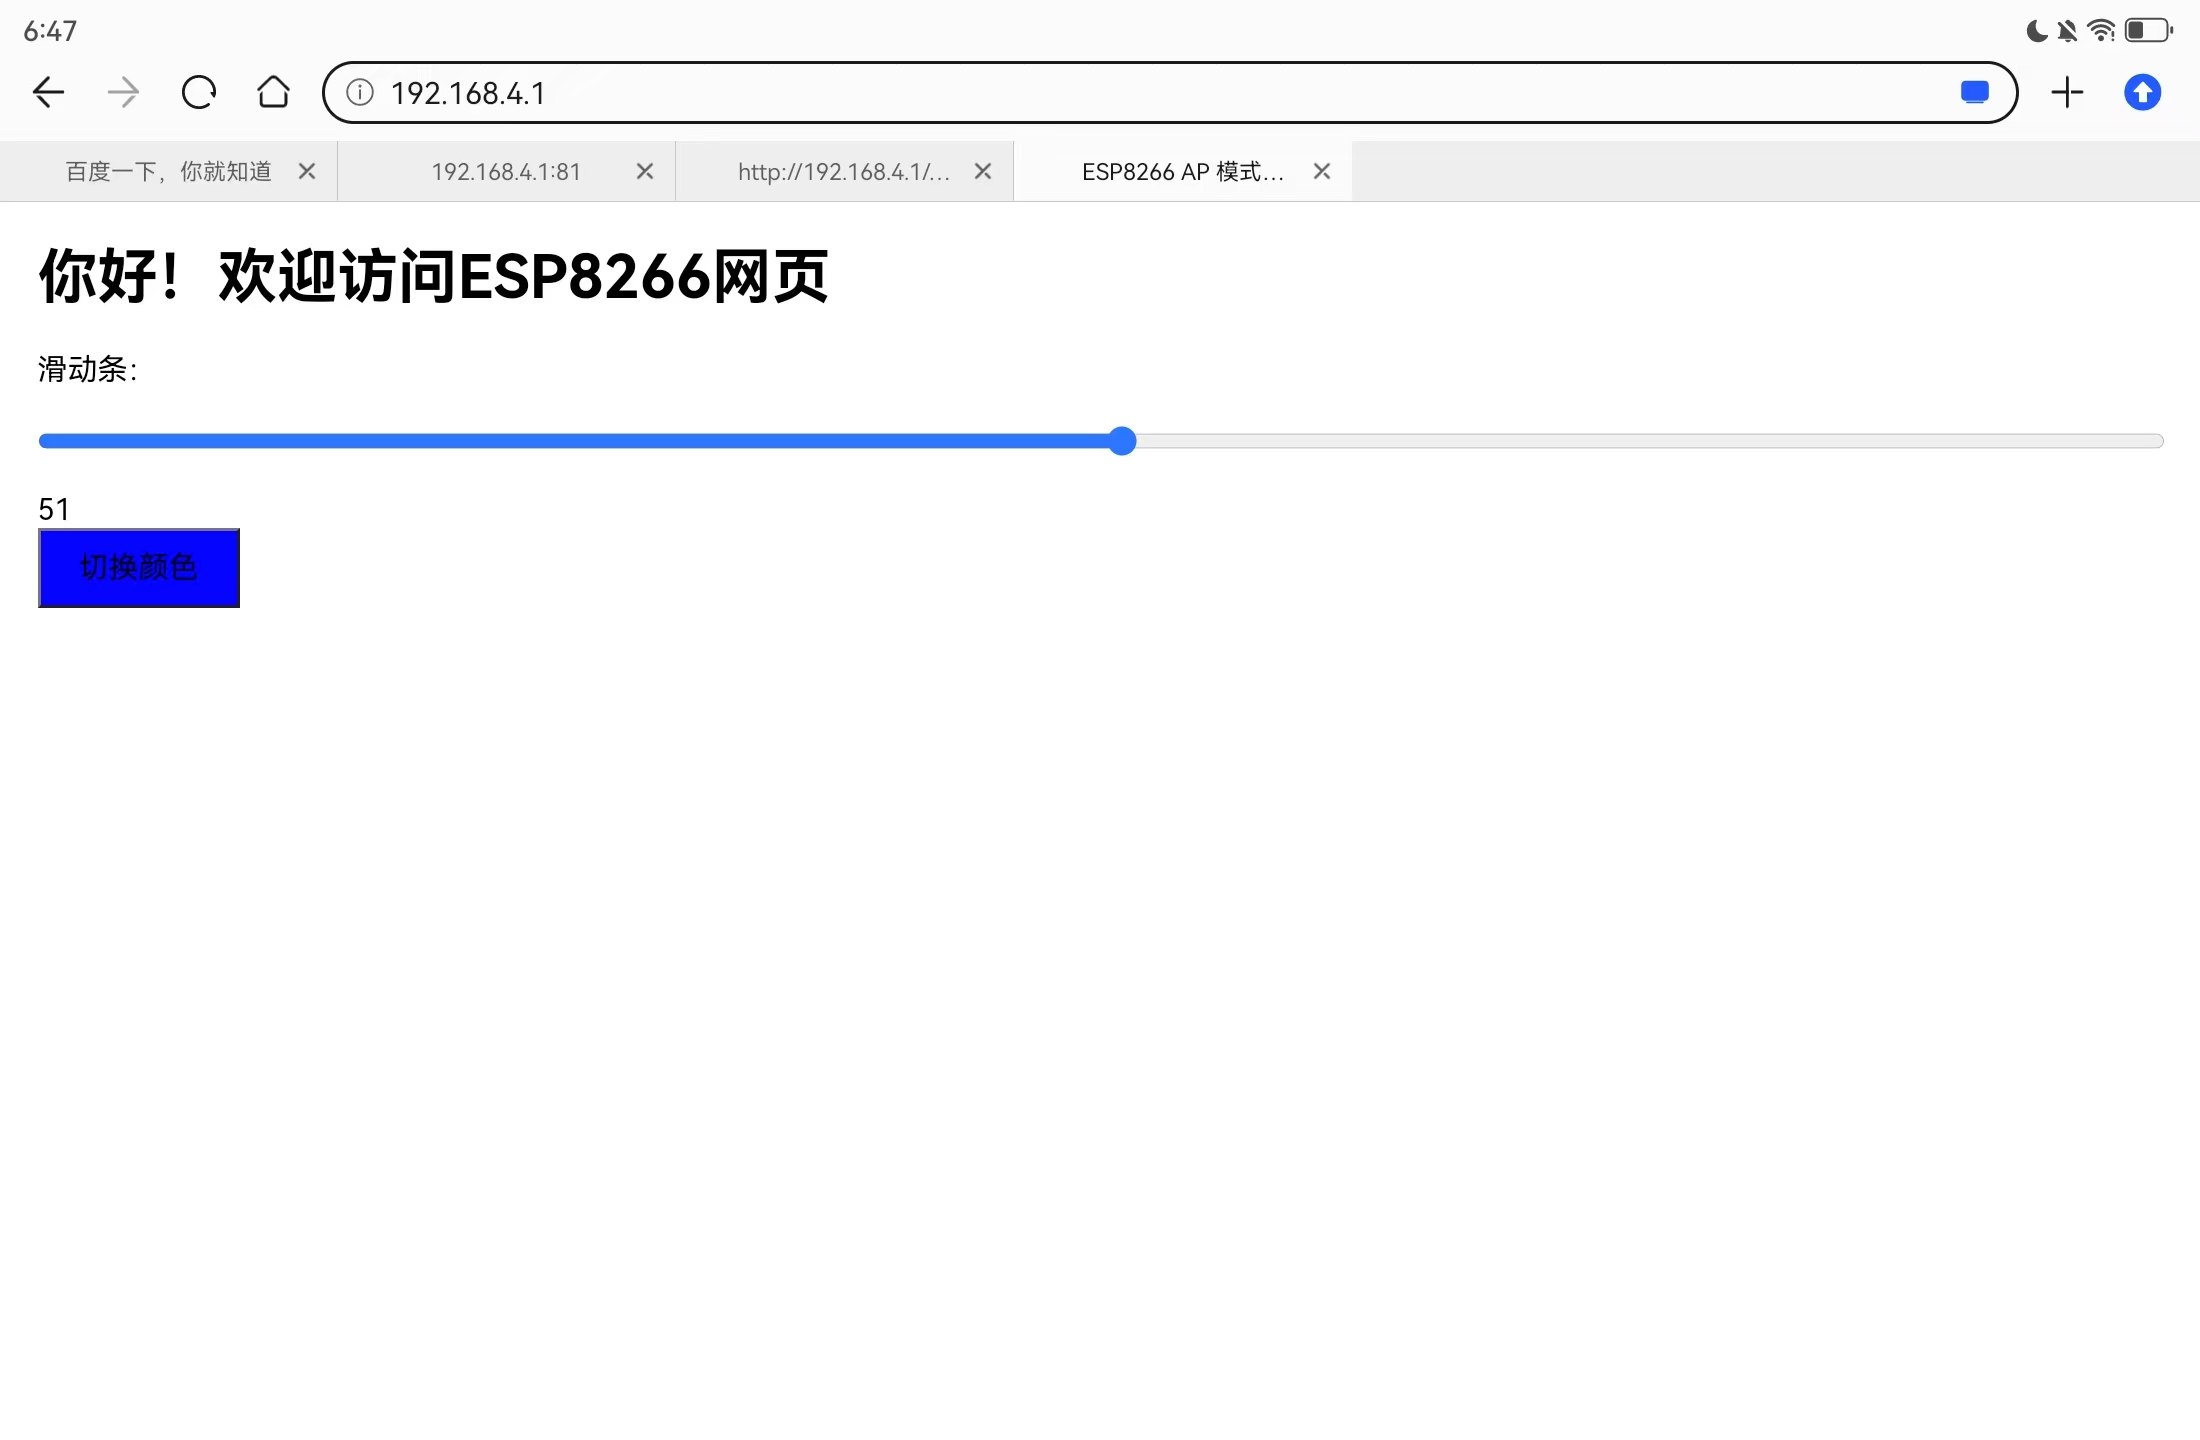 6:47
192.168.4.1
百度一下，你就知道
192.168.4.1:81
http://192.168.4.1/...
ESP8266 AP 模式...
你好！欢迎访问ESP8266网页
滑动条：
51
切换颜色